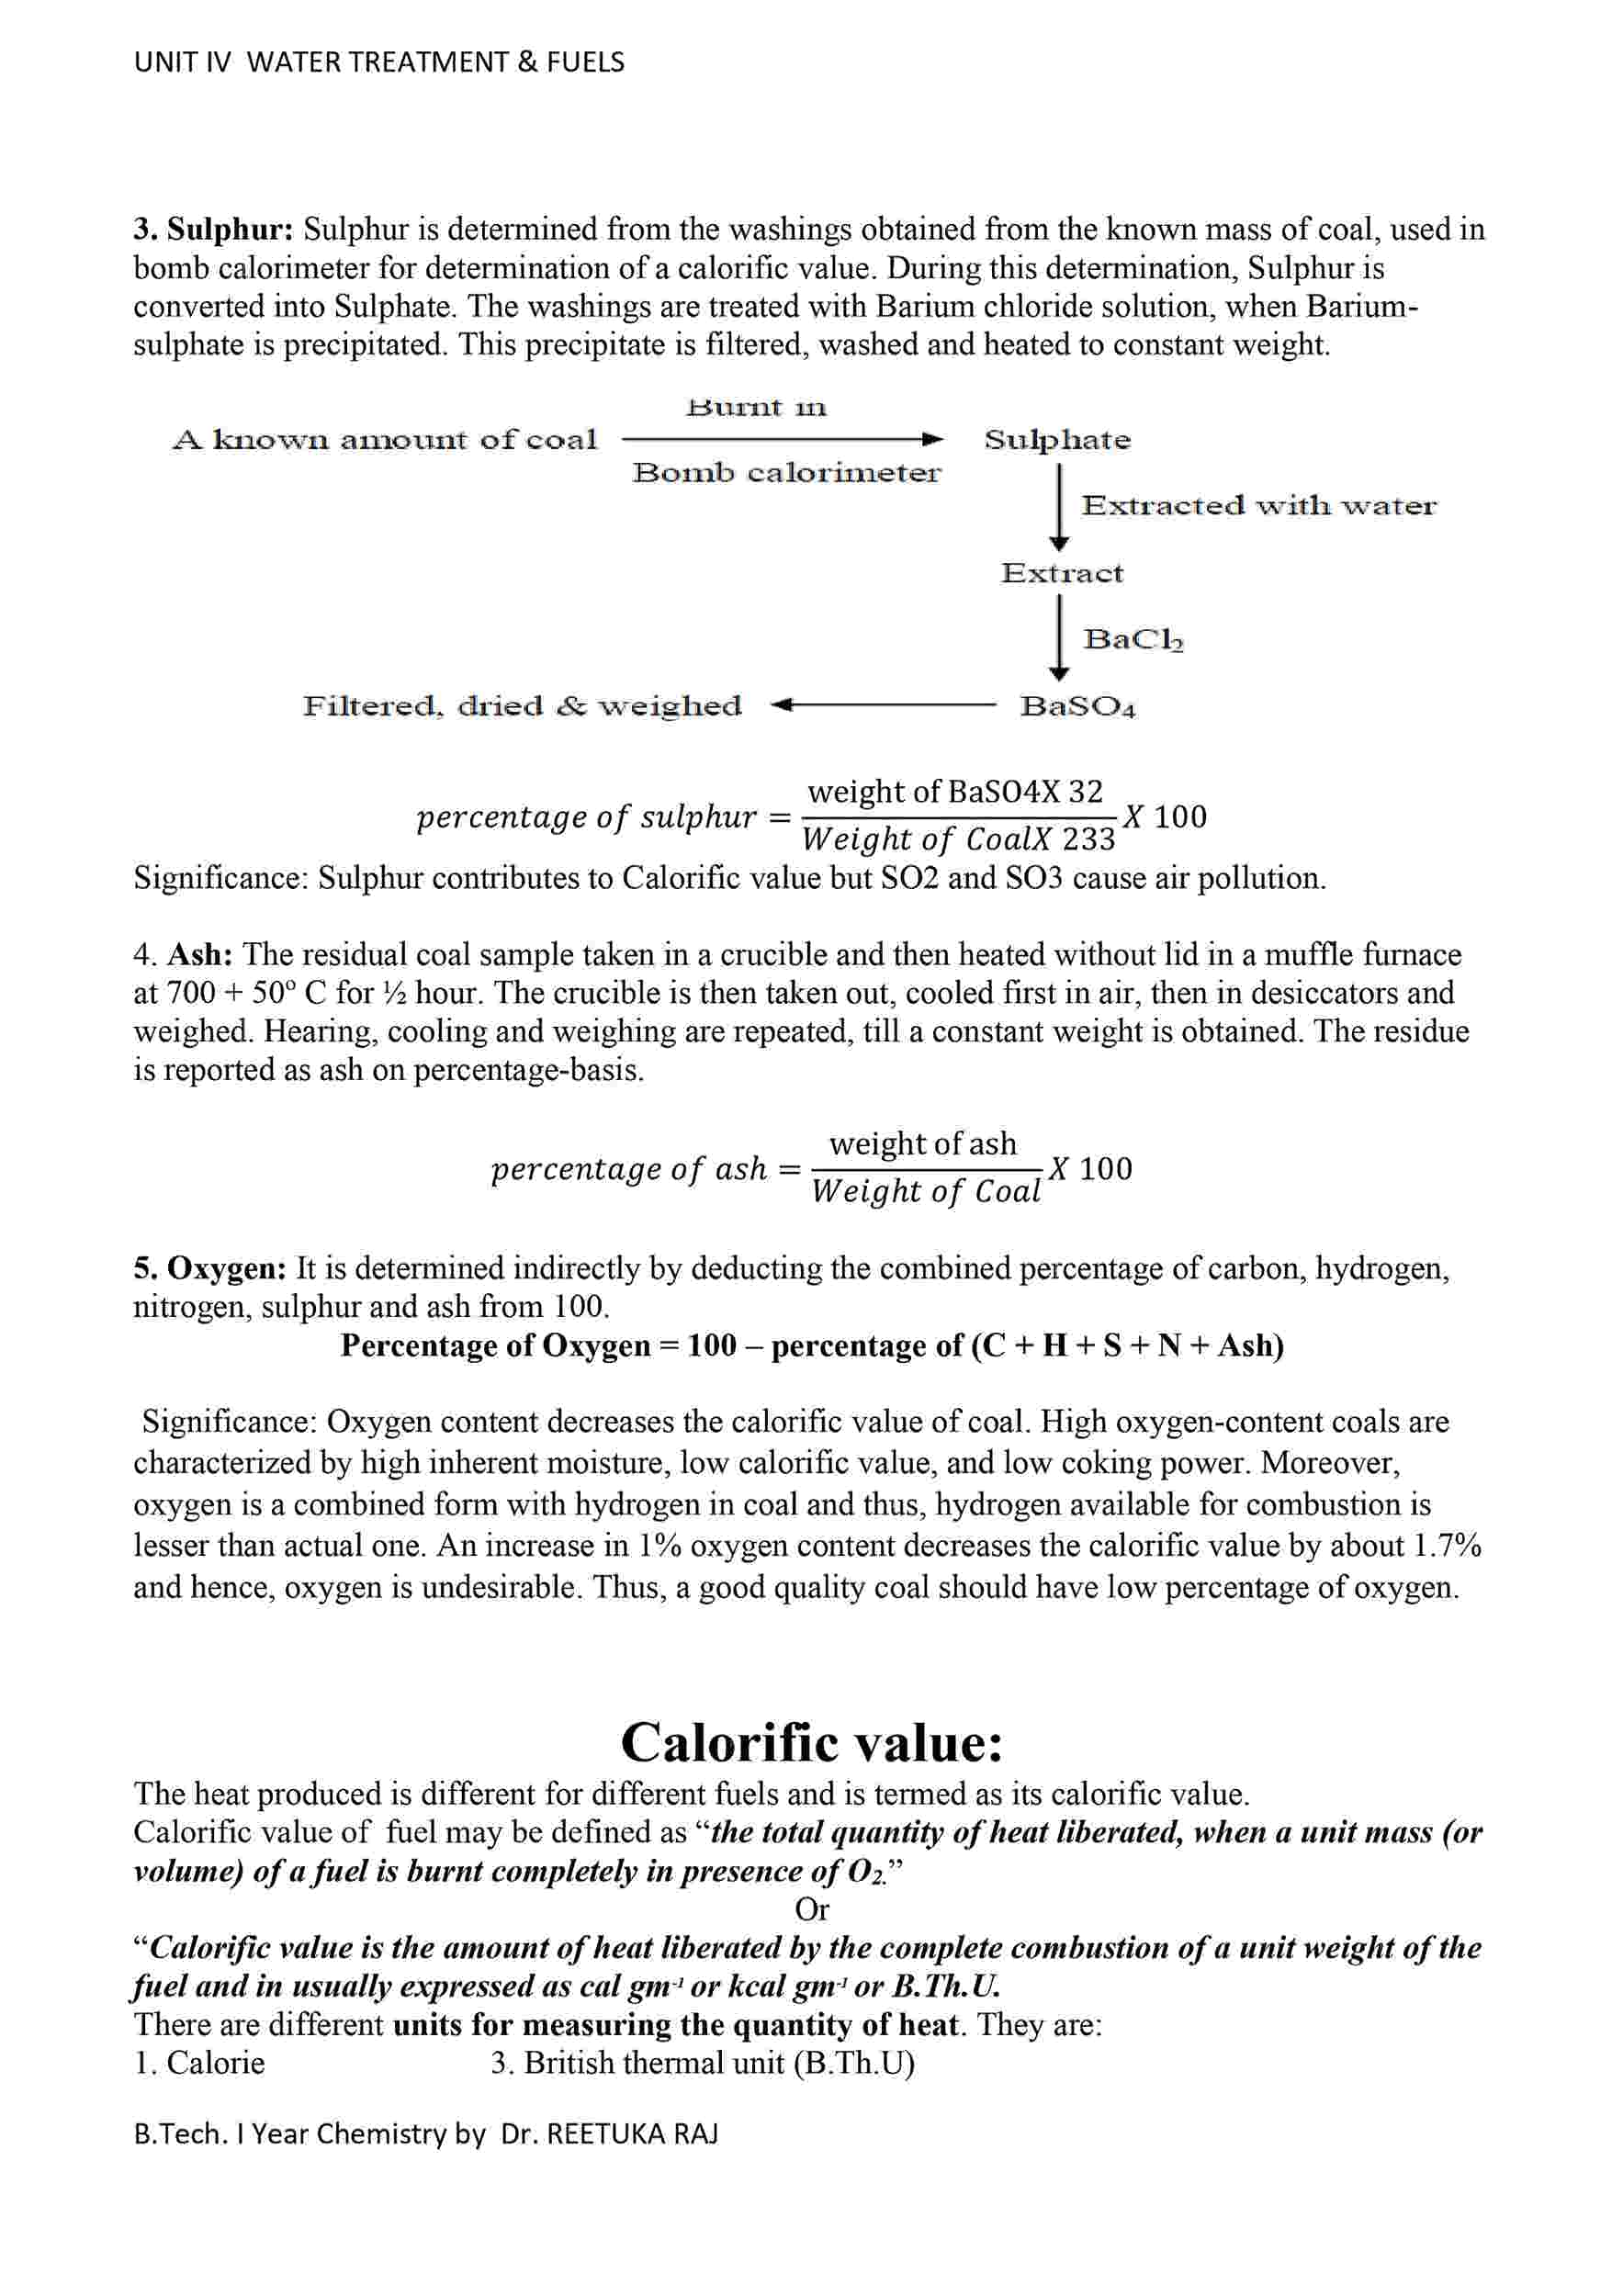 UNIT IV  WATER TREATMENT & FUELS
3. Sulphur: Sulphur is determined from the washings obtained from the known mass of coal, used in
bomb calorimeter for determination of a calorific value. During this determination, Sulphur is
converted into Sulphate. The washings are treated with Barium chloride solution, when Barium-
sulphate is precipitated. This precipitate is filtered, washed and heated to constant weight.
Burnt in
A known amount of coal
Sulphate
Bomb calorimeter
Extracted with water
Extract
BaCl₂
Filtered, dried & weighed
BaSO₄
percentage of sulphur = weight of BaSO4X 32 / Weight of CoalX 233 X 100
Significance: Sulphur contributes to Calorific value but SO2 and SO3 cause air pollution.
4. Ash: The residual coal sample taken in a crucible and then heated without lid in a muffle furnace
at 700 + 50º C for ½ hour. The crucible is then taken out, cooled first in air, then in desiccators and
weighed. Hearing, cooling and weighing are repeated, till a constant weight is obtained. The residue
is reported as ash on percentage-basis.
percentage of ash = weight of ash / Weight of Coal X 100
5. Oxygen: It is determined indirectly by deducting the combined percentage of carbon, hydrogen,
nitrogen, sulphur and ash from 100.
Percentage of Oxygen = 100 – percentage of (C + H + S + N + Ash)
Significance: Oxygen content decreases the calorific value of coal. High oxygen-content coals are
characterized by high inherent moisture, low calorific value, and low coking power. Moreover,
oxygen is a combined form with hydrogen in coal and thus, hydrogen available for combustion is
lesser than actual one. An increase in 1% oxygen content decreases the calorific value by about 1.7%
and hence, oxygen is undesirable. Thus, a good quality coal should have low percentage of oxygen.
Calorific value:
The heat produced is different for different fuels and is termed as its calorific value.
Calorific value of  fuel may be defined as “the total quantity of heat liberated, when a unit mass (or
volume) of a fuel is burnt completely in presence of O₂.”
Or
“Calorific value is the amount of heat liberated by the complete combustion of a unit weight of the
fuel and in usually expressed as cal gm⁻¹ or kcal gm⁻¹ or B.Th.U.
There are different units for measuring the quantity of heat. They are:
1. Calorie 3. British thermal unit (B.Th.U)
B.Tech. I Year Chemistry by  Dr. REETUKA RAJ